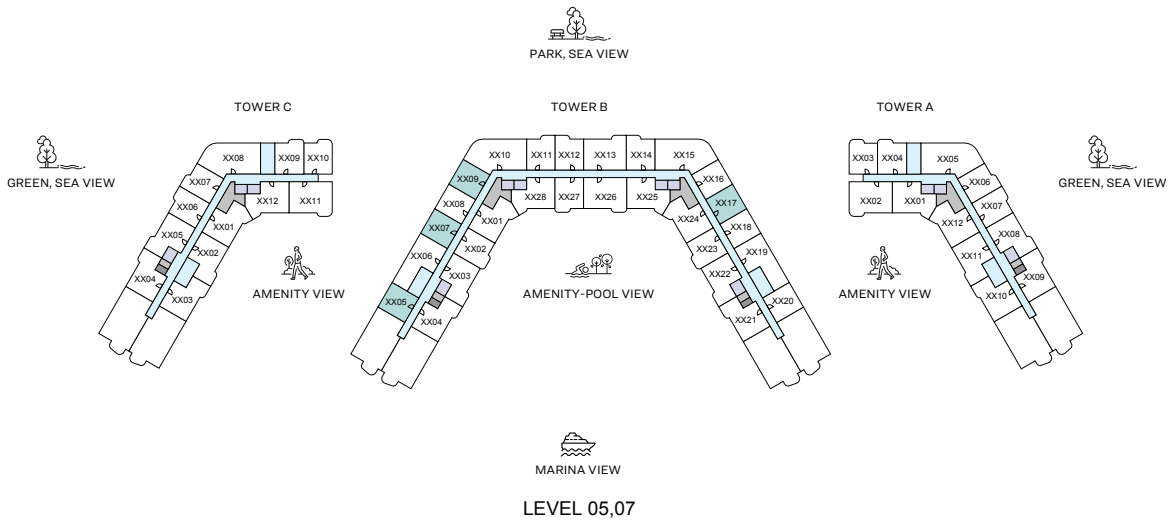 PARK, SEA VIEW
TOWER C
TOWER B
TOWER A
GREEN, SEA VIEW
GREEN, SEA VIEW
XX08
XX09
XX10
XX07
XX06
XX05
XX04
XX01
XX02
XX03
XX12
XX11
XX10
XX11
XX12
XX13
XX14
XX15
XX09
XX08
XX07
XX06
XX05
XX01
XX02
XX03
XX04
XX28
XX27
XX26
XX25
XX24
XX23
XX22
XX21
XX16
XX17
XX18
XX19
XX20
XX03
XX04
XX05
XX02
XX01
XX06
XX07
XX08
XX09
XX12
XX11
XX10
AMENITY VIEW
AMENITY-POOL VIEW
AMENITY VIEW
MARINA VIEW
LEVEL 05,07